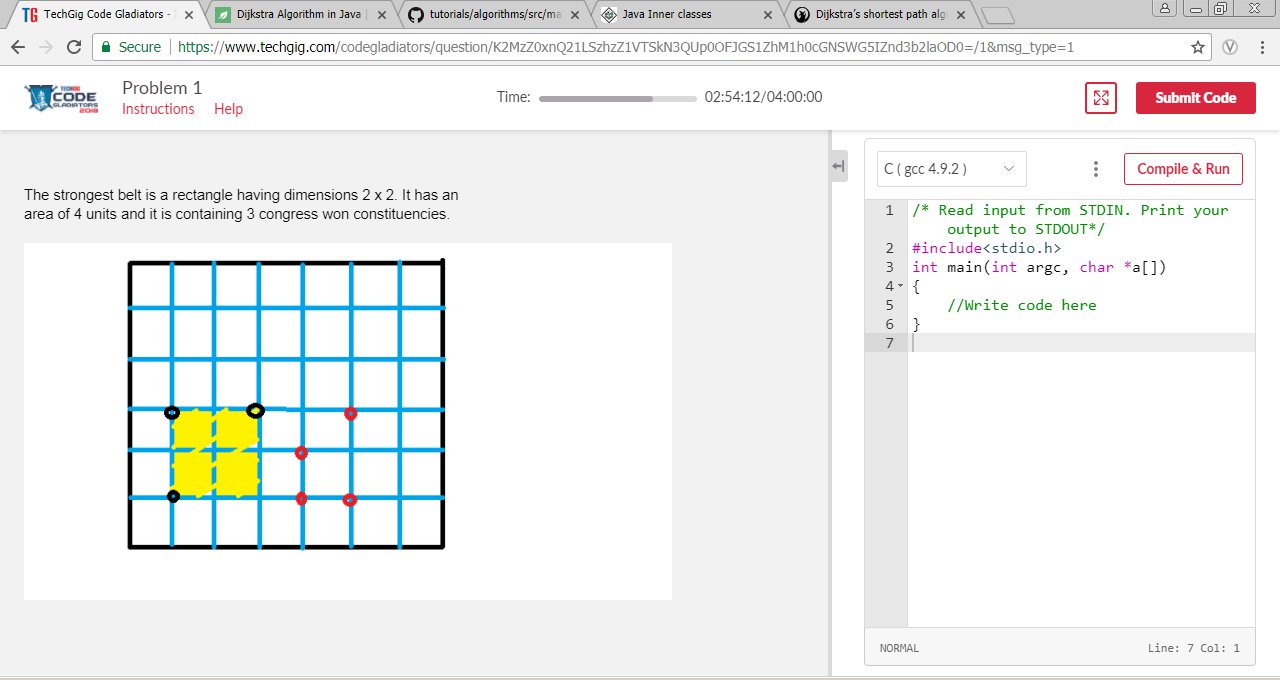 TG TechGig Code Gladiators -
Dijkstra Algorithm in Java |
tutorials/algorithms/src/ma
Java Inner classes
Dijkstra's shortest path alg
Secure | https://www.techgig.com/codegladiators/question/K2MzZ0xnQ21LSzhzZ1VTSkN3QUp0OFJGS1ZhM1h0cGNSWG5IZnd3b2laOD0=/1&msg_type=1
TECHGIG
CODE
GLADIATORS
2018
Problem 1
Instructions Help
Time: 02:54:12/04:00:00
Submit Code
The strongest belt is a rectangle having dimensions 2 x 2. It has an
area of 4 units and it is containing 3 congress won constituencies.
C ( gcc 4.9.2 )
Compile & Run
1 /* Read input from STDIN. Print your
output to STDOUT*/
2 #include<stdio.h>
3 int main(int argc, char *a[])
4 {
5 //Write code here
6 }
7
NORMAL Line: 7 Col: 1